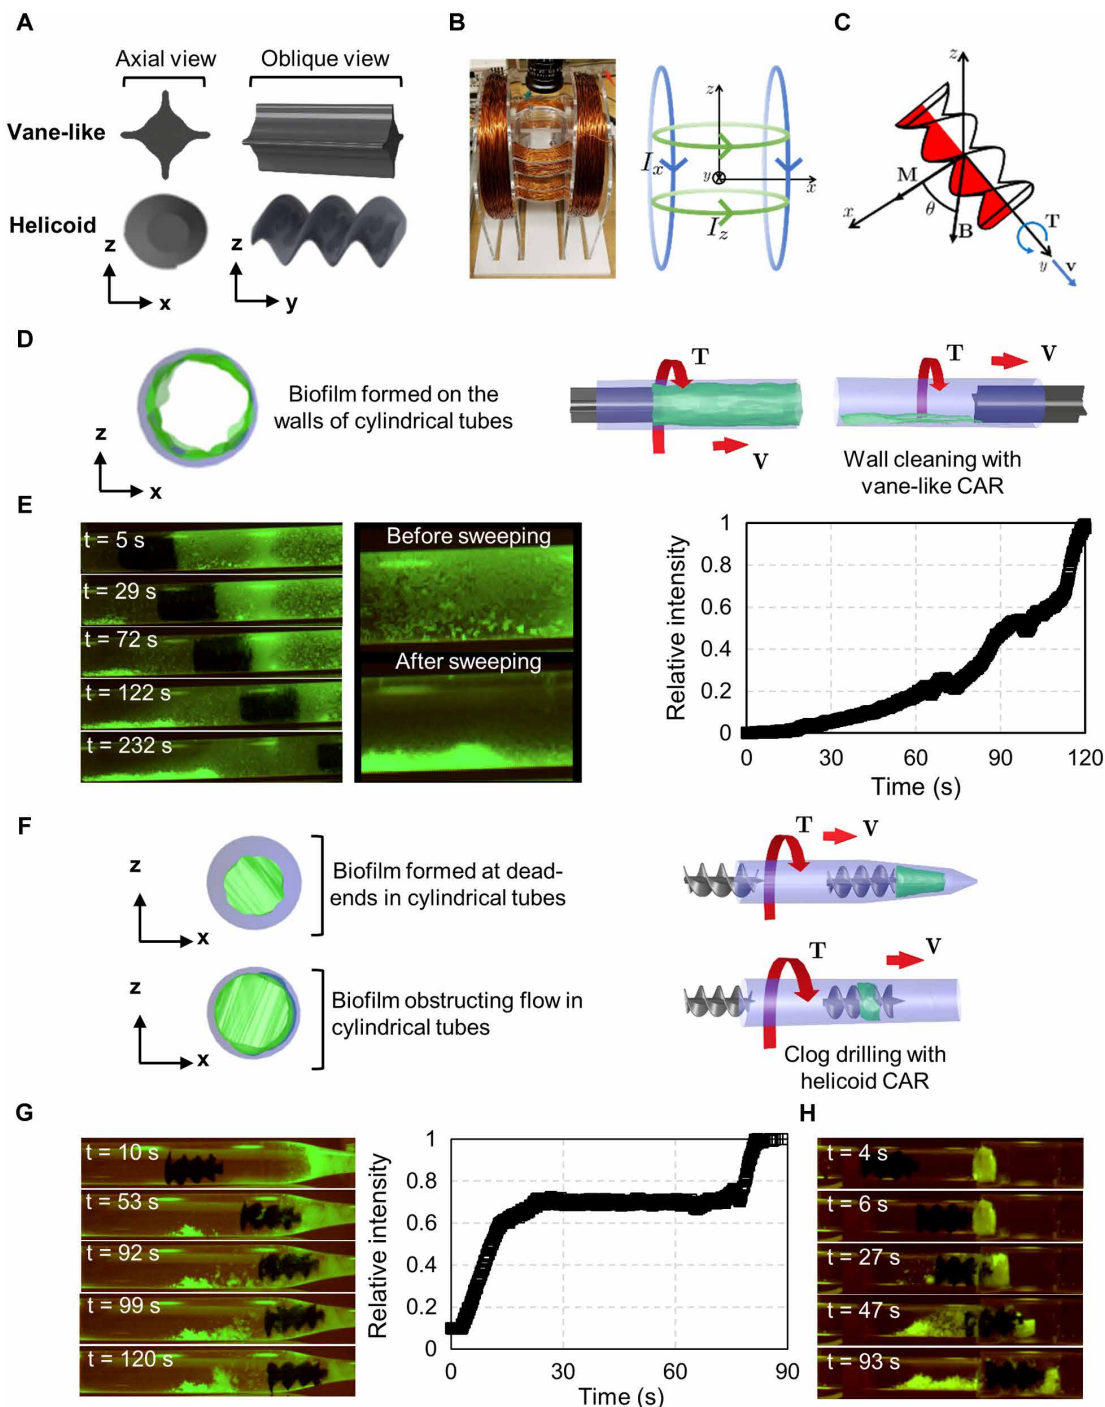 A
Axial view
Oblique view
Vane-like
Helicoid
z
x
z
y
B
z
y
x
I_x
I_z
C
z
M
x
θ
B
T
y
v
D
z
x
Biofilm formed on the
walls of cylindrical tubes
T
V
T
V
Wall cleaning with
vane-like CAR
E
t = 5 s
t = 29 s
t = 72 s
t = 122 s
t = 232 s
Before sweeping
After sweeping
Relative intensity
1
0.8
0.6
0.4
0.2
0
0 30 60 90 120
Time (s)
F
z
x
Biofilm formed at dead-
ends in cylindrical tubes
z
x
Biofilm obstructing flow in
cylindrical tubes
T
V
T
V
Clog drilling with
helicoid CAR
G
t = 10 s
t = 53 s
t = 92 s
t = 99 s
t = 120 s
Relative intensity
1
0.8
0.6
0.4
0.2
0
0 30 60 90
Time (s)
H
t = 4 s
t = 6 s
t = 27 s
t = 47 s
t = 93 s